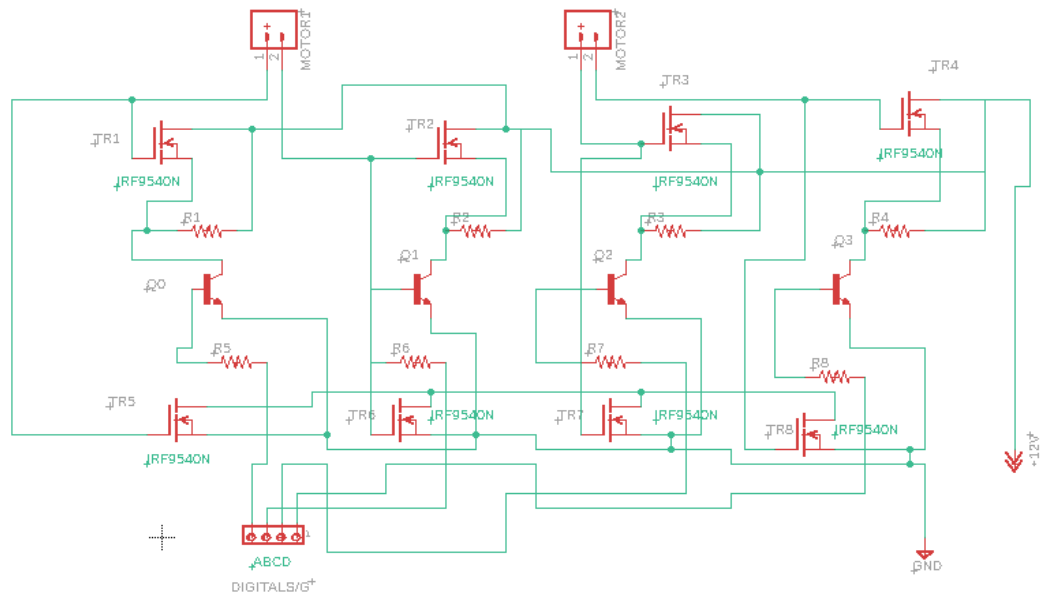 1
2
MOTOR1
1
2
MOTOR2
TR1
IRF9540N
TR2
IRF9540N
TR3
IRF9540N
TR4
IRF9540N
R1
R2
R3
R4
Q0
Q1
Q2
Q3
R5
R6
R7
R8
TR5
IRF9540N
TR6
IRF9540N
TR7
IRF9540N
TR8
IRF9540N
+12V
1
ABCD
DIGITALS/G
GND